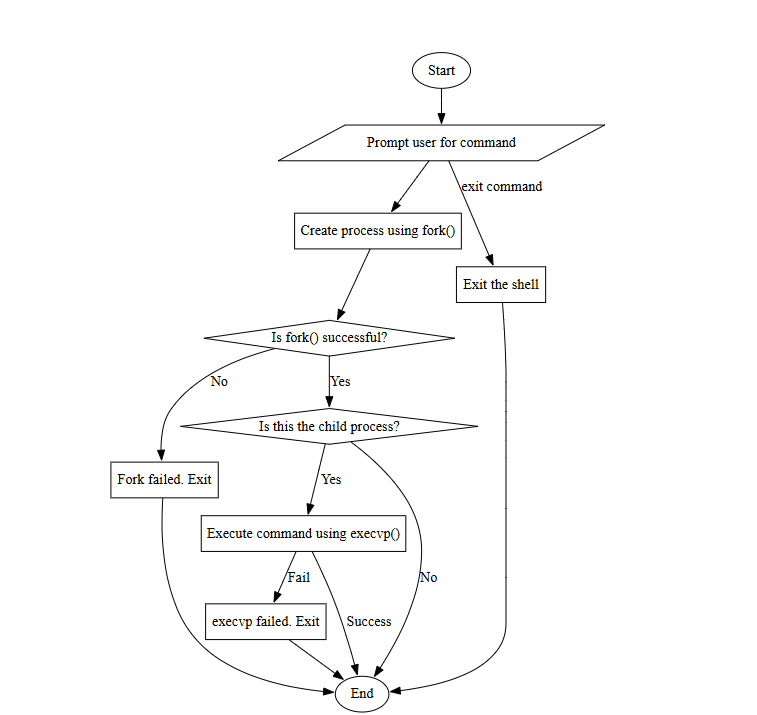 Start
Prompt user for command
exit command
Create process using fork()
Exit the shell
Is fork() successful?
No
Yes
Is this the child process?
Fork failed. Exit
Yes
Execute command using execvp()
Fail
No
execvp failed. Exit
Success
End